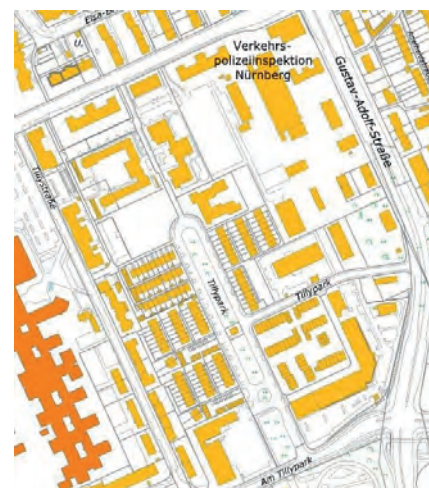 Verkehrs-
polizeiinspektion
Nürnberg
Gustav-Adolf-Straße
Tillystraße
Tillypark
Tillypark
Am Tillypark